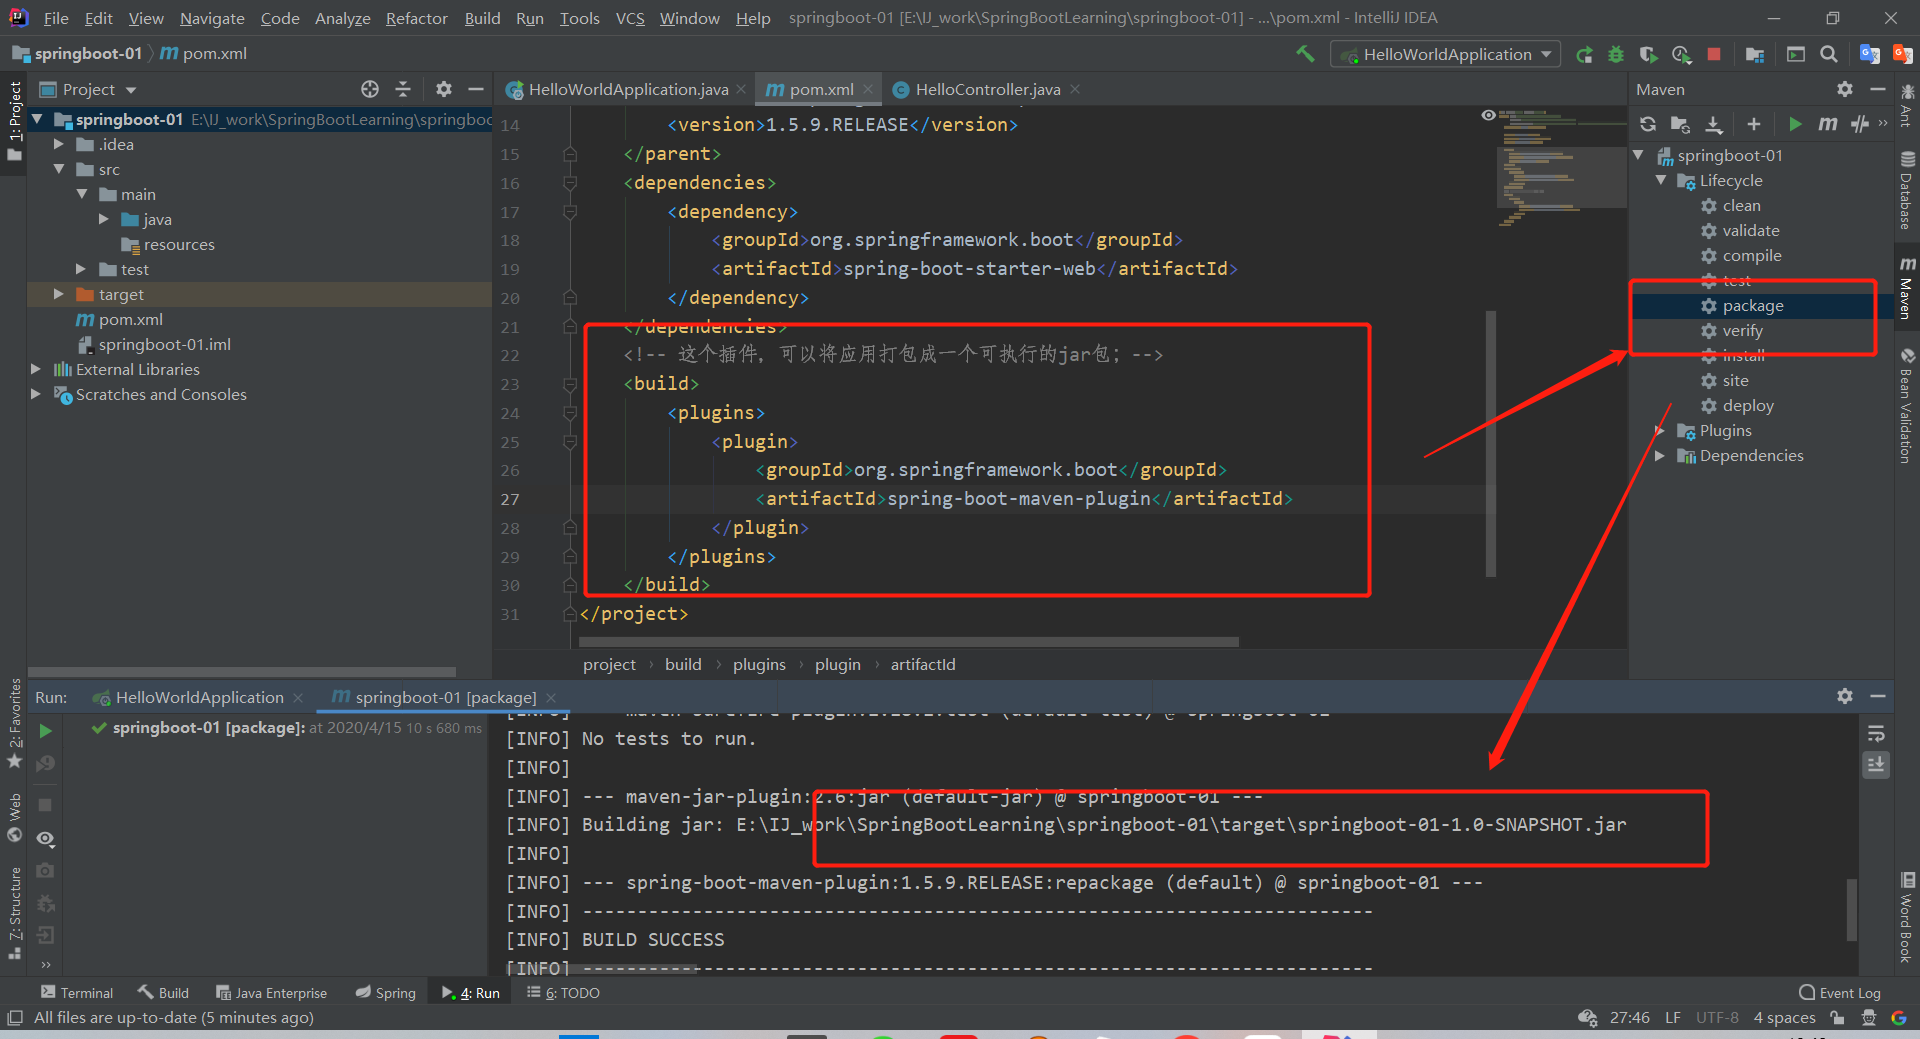 File Edit View Navigate Code Analyze Refactor Build Run Tools VCS Window Help springboot-01 [E:\IJ_work\SpringBootLearning\springboot-01] - ...\pom.xml - IntelliJ IDEA
springboot-01 pom.xml HelloWorldApplication
1: Project
Project
springboot-01 E:\IJ_work\SpringBootLearning\springboo
.idea
src
main
java
resources
test
target
pom.xml
springboot-01.iml
External Libraries
Scratches and Consoles
HelloWorldApplication.java pom.xml HelloController.java
14 <version>1.5.9.RELEASE</version>
15 </parent>
16 <dependencies>
17 <dependency>
18 <groupId>org.springframework.boot</groupId>
19 <artifactId>spring-boot-starter-web</artifactId>
20 </dependency>
21 </dependencies>
22 <!-- 这个插件，可以将应用打包成一个可执行的jar包；-->
23 <build>
24 <plugins>
25 <plugin>
26 <groupId>org.springframework.boot</groupId>
27 <artifactId>spring-boot-maven-plugin</artifactId>
28 </plugin>
29 </plugins>
30 </build>
31 </project>
project › build › plugins › plugin › artifactId
Maven
springboot-01
Lifecycle
clean
validate
compile
test
package
verify
install
site
deploy
Plugins
Dependencies
Ant
Database
Maven
Bean Validation
Word Book
2: Favorites
Web
7: Structure
Run: HelloWorldApplication springboot-01 [package]
springboot-01 [package]: at 2020/4/15 10 s 680 ms
[INFO] No tests to run.
[INFO]
[INFO] --- maven-jar-plugin:2.6:jar (default-jar) @ springboot-01 ---
[INFO] Building jar: E:\IJ_work\SpringBootLearning\springboot-01\target\springboot-01-1.0-SNAPSHOT.jar
[INFO]
[INFO] --- spring-boot-maven-plugin:1.5.9.RELEASE:repackage (default) @ springboot-01 ---
[INFO] ------------------------------------------------------------------------
[INFO] BUILD SUCCESS
[INFO] ------------------------------------------------------------------------
Terminal Build Java Enterprise Spring 4: Run 6: TODO Event Log
All files are up-to-date (5 minutes ago) 27:46 LF UTF-8 4 spaces